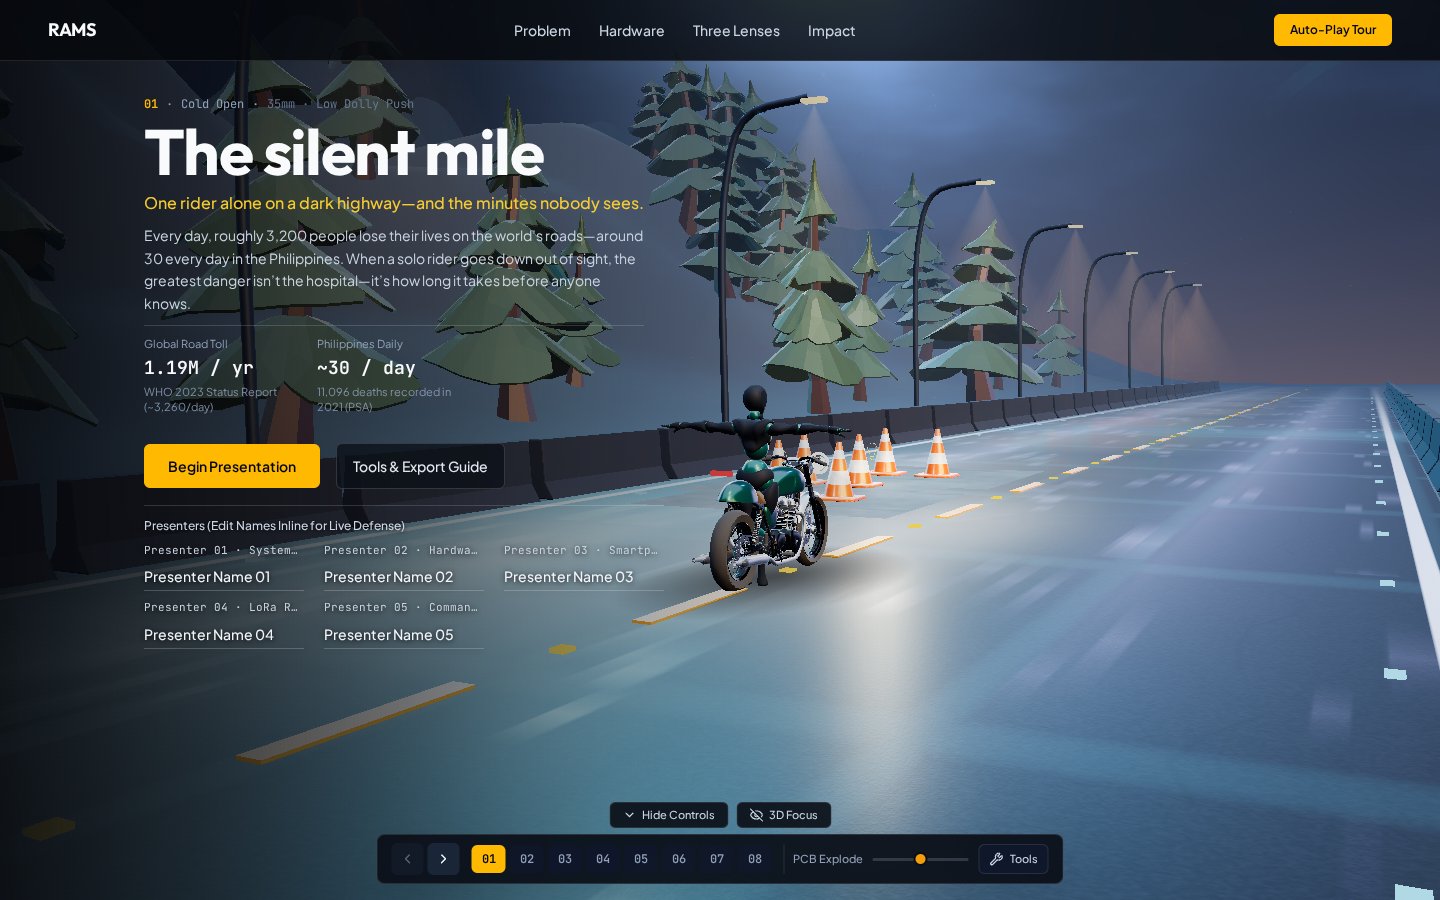 RAMS
Problem
Hardware
Three Lenses
Impact
Auto-Play Tour
01 · Cold Open · 35mm · Low Dolly Push
The silent mile
One rider alone on a dark highway—and the minutes nobody sees.
Every day, roughly 3,200 people lose their lives on the world's roads—around
30 every day in the Philippines. When a solo rider goes down out of sight, the
greatest danger isn't the hospital—it's how long it takes before anyone
knows.
Global Road Toll
1.19M / yr
WHO 2023 Status Report
(~3,260/day)
Philippines Daily
~30 / day
11,096 deaths recorded in
2021 (PSA)
Begin Presentation
Tools & Export Guide
Presenters (Edit Names Inline for Live Defense)
Presenter 01 · System…
Presenter Name 01
Presenter 02 · Hardwa…
Presenter Name 02
Presenter 03 · Smartp…
Presenter Name 03
Presenter 04 · LoRa R…
Presenter Name 04
Presenter 05 · Comman…
Presenter Name 05
Hide Controls
3D Focus
01
02
03
04
05
06
07
08
PCB Explode
Tools